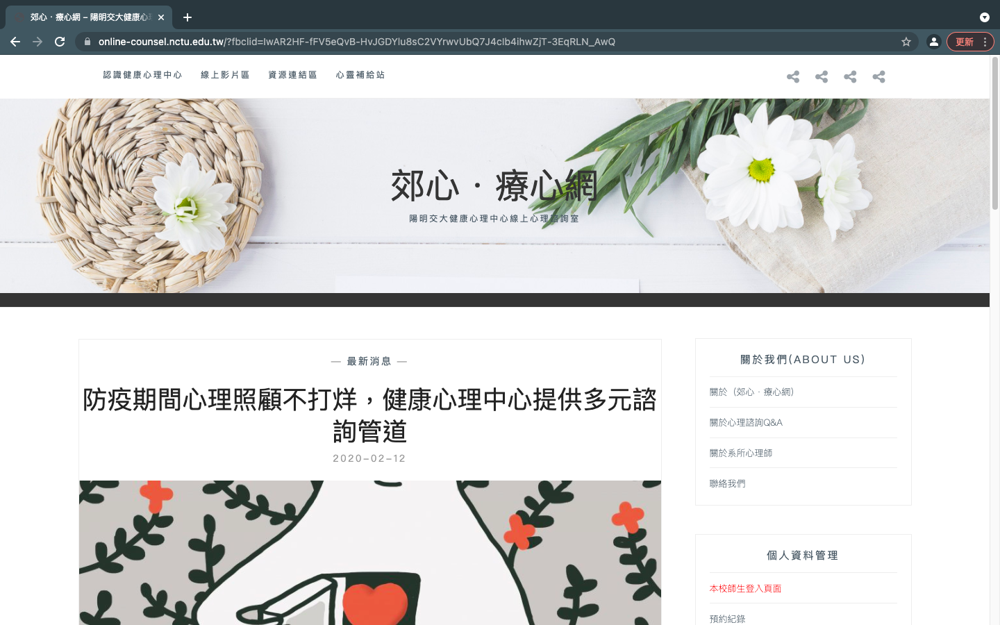 郊心．療心網 – 陽明交大健康心理
online-counsel.nctu.edu.tw/?fbclid=IwAR2HF-fFV5eQvB-HvJGDYlu8sC2VYrwvUbQ7J4cIb4ihwZjT-3EqRLN_AwQ
更新
認識健康心理中心 線上影片區 資源連結區 心靈補給站
郊心．療心網
陽明交大健康心理中心線上心理諮詢室
— 最新消息 —
防疫期間心理照顧不打烊，健康心理中心提供多元諮
詢管道
2020-02-12
關於我們(ABOUT US)
關於（郊心．療心網）
關於心理諮詢Q&A
關於系所心理師
聯絡我們
個人資料管理
本校師生登入頁面
預約紀錄